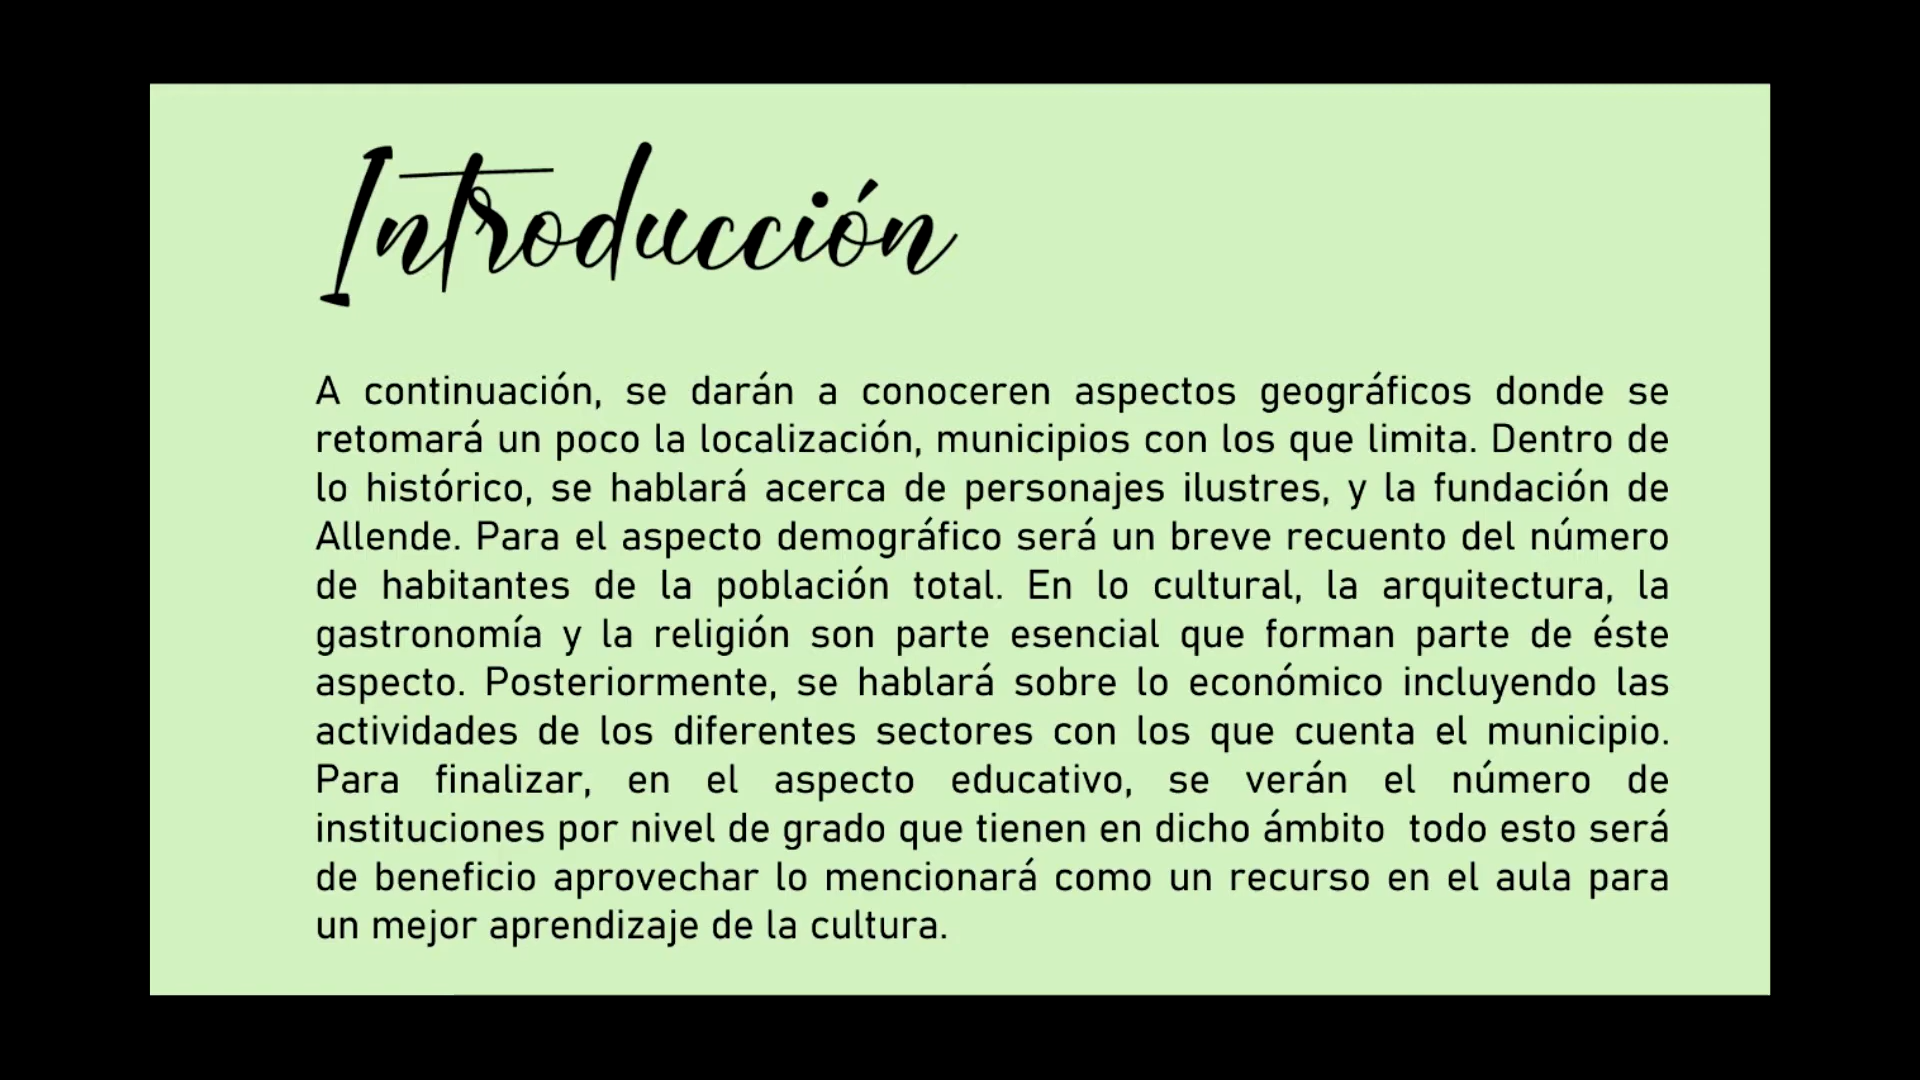 Introducción
A continuación, se darán a conoceren aspectos geográficos donde se
retomará un poco la localización, municipios con los que limita. Dentro de
lo histórico, se hablará acerca de personajes ilustres, y la fundación de
Allende. Para el aspecto demográfico será un breve recuento del número
de habitantes de la población total. En lo cultural, la arquitectura, la
gastronomía y la religión son parte esencial que forman parte de éste
aspecto. Posteriormente, se hablará sobre lo económico incluyendo las
actividades de los diferentes sectores con los que cuenta el municipio.
Para finalizar, en el aspecto educativo, se verán el número de
instituciones por nivel de grado que tienen en dicho ámbito  todo esto será
de beneficio aprovechar lo mencionará como un recurso en el aula para
un mejor aprendizaje de la cultura.